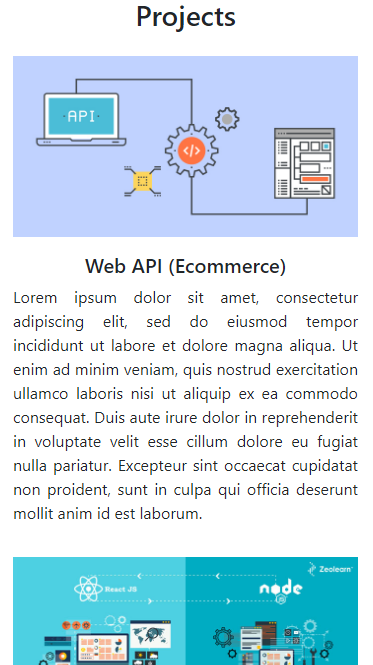 Projects
API
</>
Web API (Ecommerce)
Lorem ipsum dolor sit amet, consectetur
adipiscing elit, sed do eiusmod tempor
incididunt ut labore et dolore magna aliqua. Ut
enim ad minim veniam, quis nostrud exercitation
ullamco laboris nisi ut aliquip ex ea commodo
consequat. Duis aute irure dolor in reprehenderit
in voluptate velit esse cillum dolore eu fugiat
nulla pariatur. Excepteur sint occaecat cupidatat
non proident, sunt in culpa qui officia deserunt
mollit anim id est laborum.
Zeolearn
React JS
node
JS